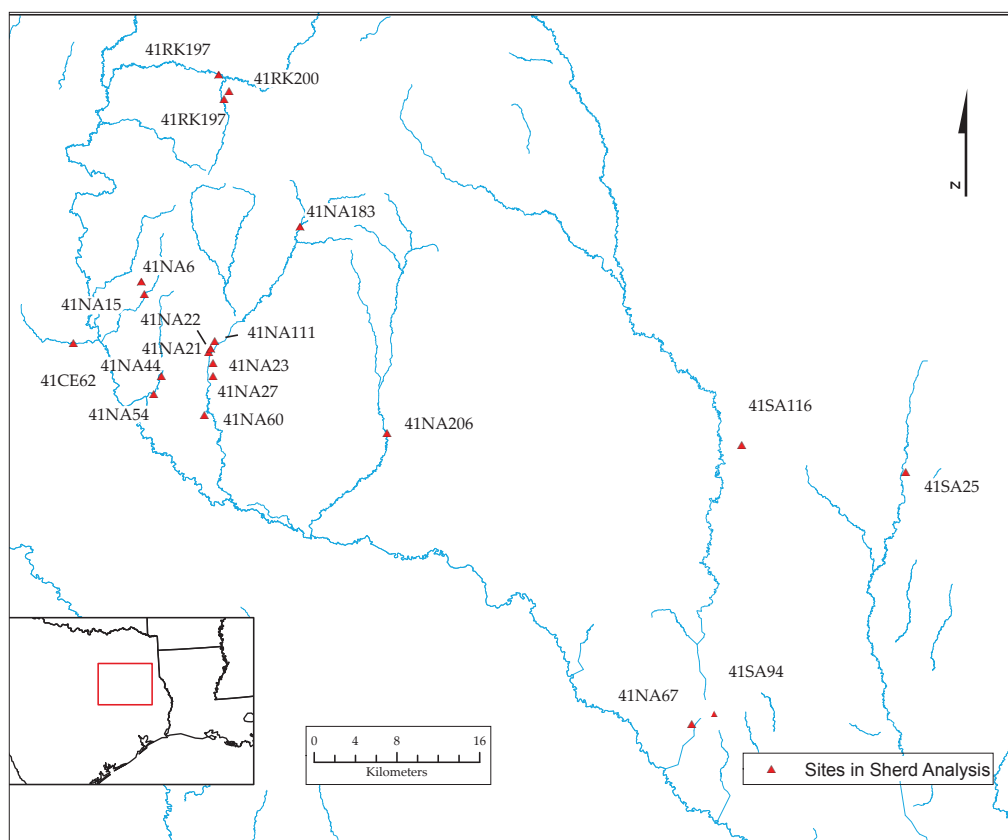 41RK197
41RK200
41RK197
N
41NA183
41NA6
41NA15
41NA22
41NA111
41NA21
41NA44
41NA23
41CE62
41NA27
41NA54
41NA60
41NA206
41SA116
41SA25
41SA94
41NA67
0 4 8 16
Kilometers
Sites in Sherd Analysis